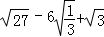 √27 − 6√(1/3) + √3